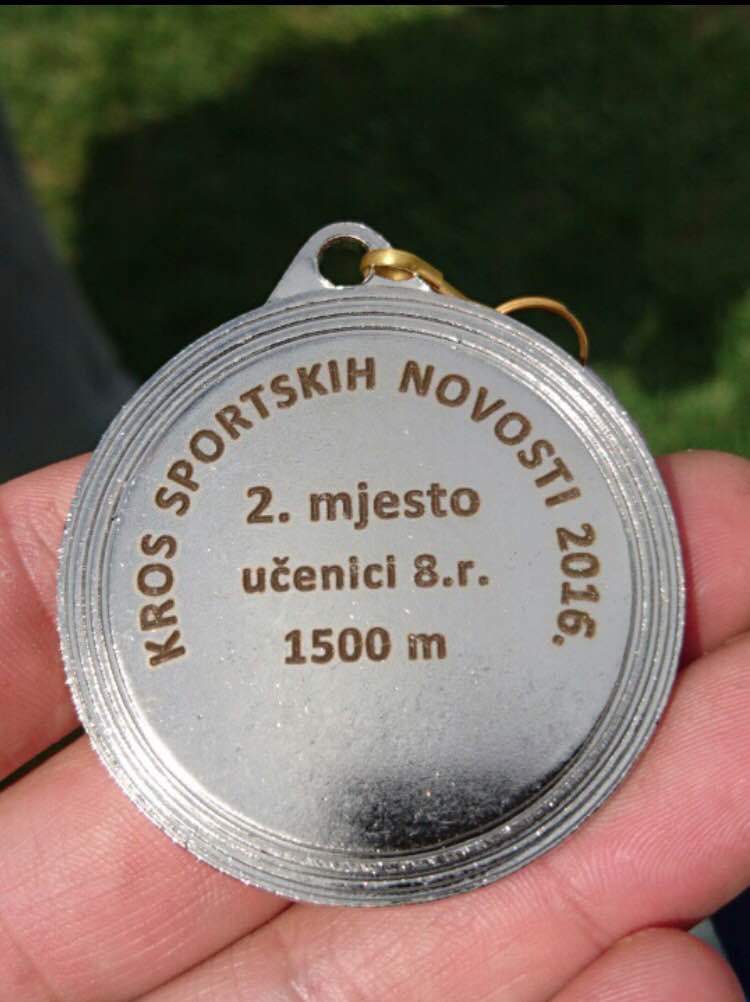 KROS SPORTSKIH NOVOSTI 2016.
2. mjesto
učenici 8.r.
1500 m